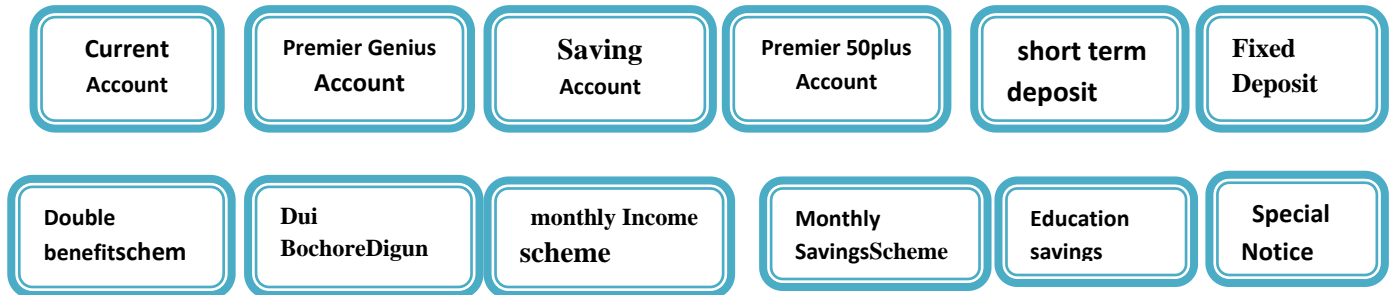 Current
Account
Premier Genius
Account
Saving
Account
Premier 50plus
Account
short term
deposit
Fixed
Deposit
Double
benefitschem
Dui
BochoreDigun
monthly Income
scheme
Monthly
SavingsScheme
Education
savings
Special
Notice